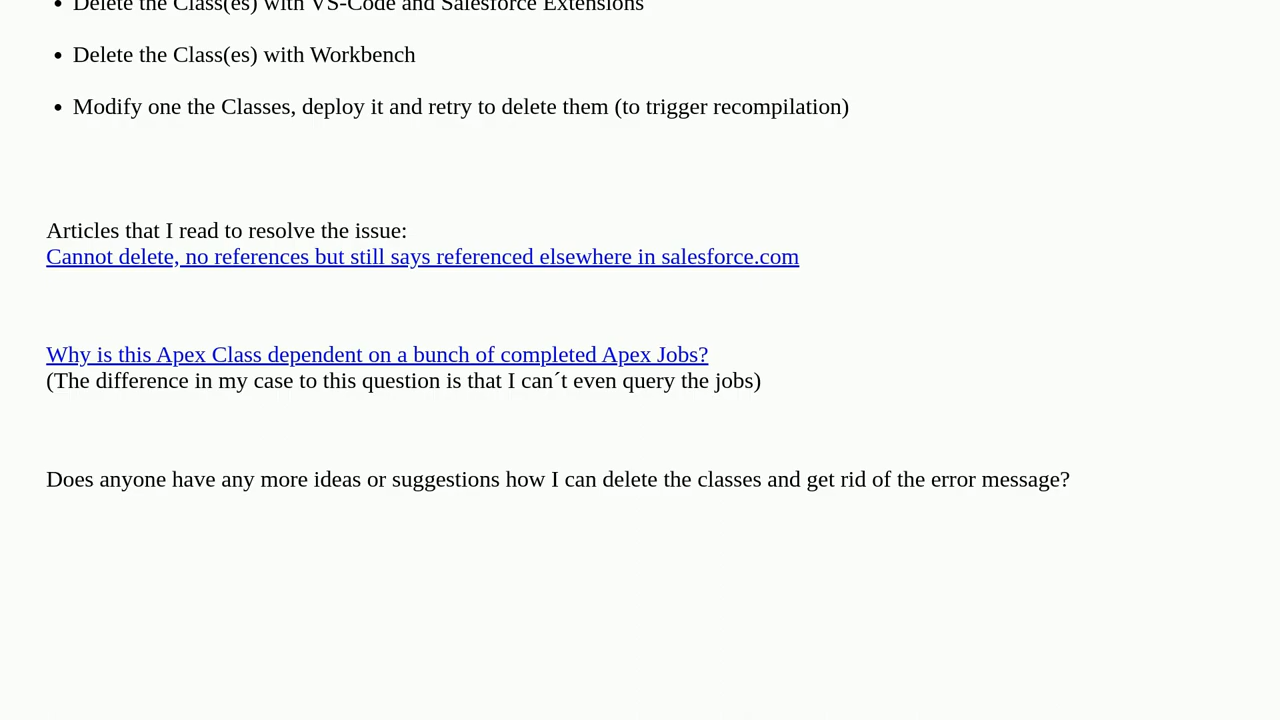 Delete the Class(es) with VS-Code and Salesforce Extensions
Delete the Class(es) with Workbench
Modify one the Classes, deploy it and retry to delete them (to trigger recompilation)
Articles that I read to resolve the issue:
Cannot delete, no references but still says referenced elsewhere in salesforce.com
Why is this Apex Class dependent on a bunch of completed Apex Jobs?
(The difference in my case to this question is that I can´t even query the jobs)
Does anyone have any more ideas or suggestions how I can delete the classes and get rid of the error message?